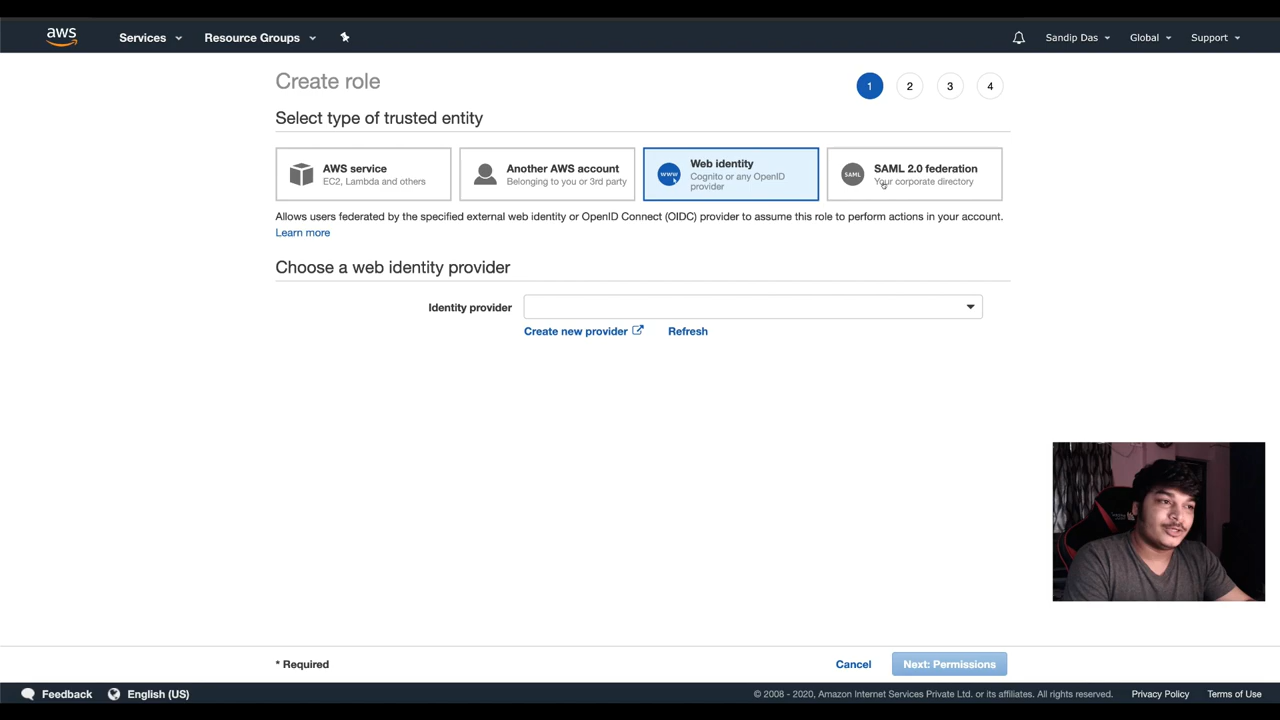 aws
Services
Resource Groups
Sandip Das
Global
Support
Create role
1
2
3
4
Select type of trusted entity
AWS service
EC2, Lambda and others
Another AWS account
Belonging to you or 3rd party
www
Web identity
Cognito or any OpenID
provider
SAML
SAML 2.0 federation
Your corporate directory
Allows users federated by the specified external web identity or OpenID Connect (OIDC) provider to assume this role to perform actions in your account.
Learn more
Choose a web identity provider
Identity provider
Create new provider
Refresh
* Required
Cancel
Next: Permissions
Feedback
English (US)
© 2008 - 2020, Amazon Internet Services Private Ltd. or its affiliates. All rights reserved.
Privacy Policy
Terms of Use